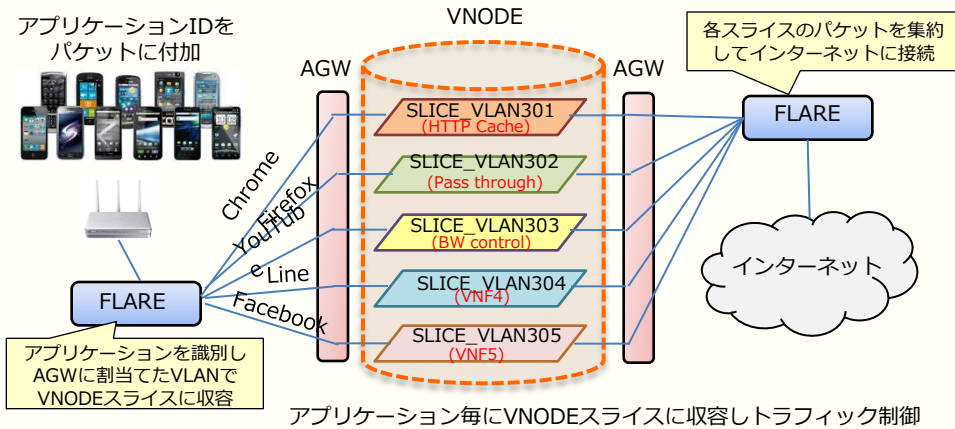 アプリケーションIDを
パケットに付加
VNODE
各スライスのパケットを集約
してインターネットに接続
AGW
AGW
FLARE
SLICE_VLAN301
(HTTP Cache)
SLICE_VLAN302
(Pass through)
SLICE_VLAN303
(BW control)
SLICE_VLAN304
(VNF4)
SLICE_VLAN305
(VNF5)
Chrome
Firefox
YouTub
e
Line
Facebook
FLARE
インターネット
アプリケーションを識別し
AGWに割当てたVLANで
VNODEスライスに収容
アプリケーション毎にVNODEスライスに収容しトラフィック制御